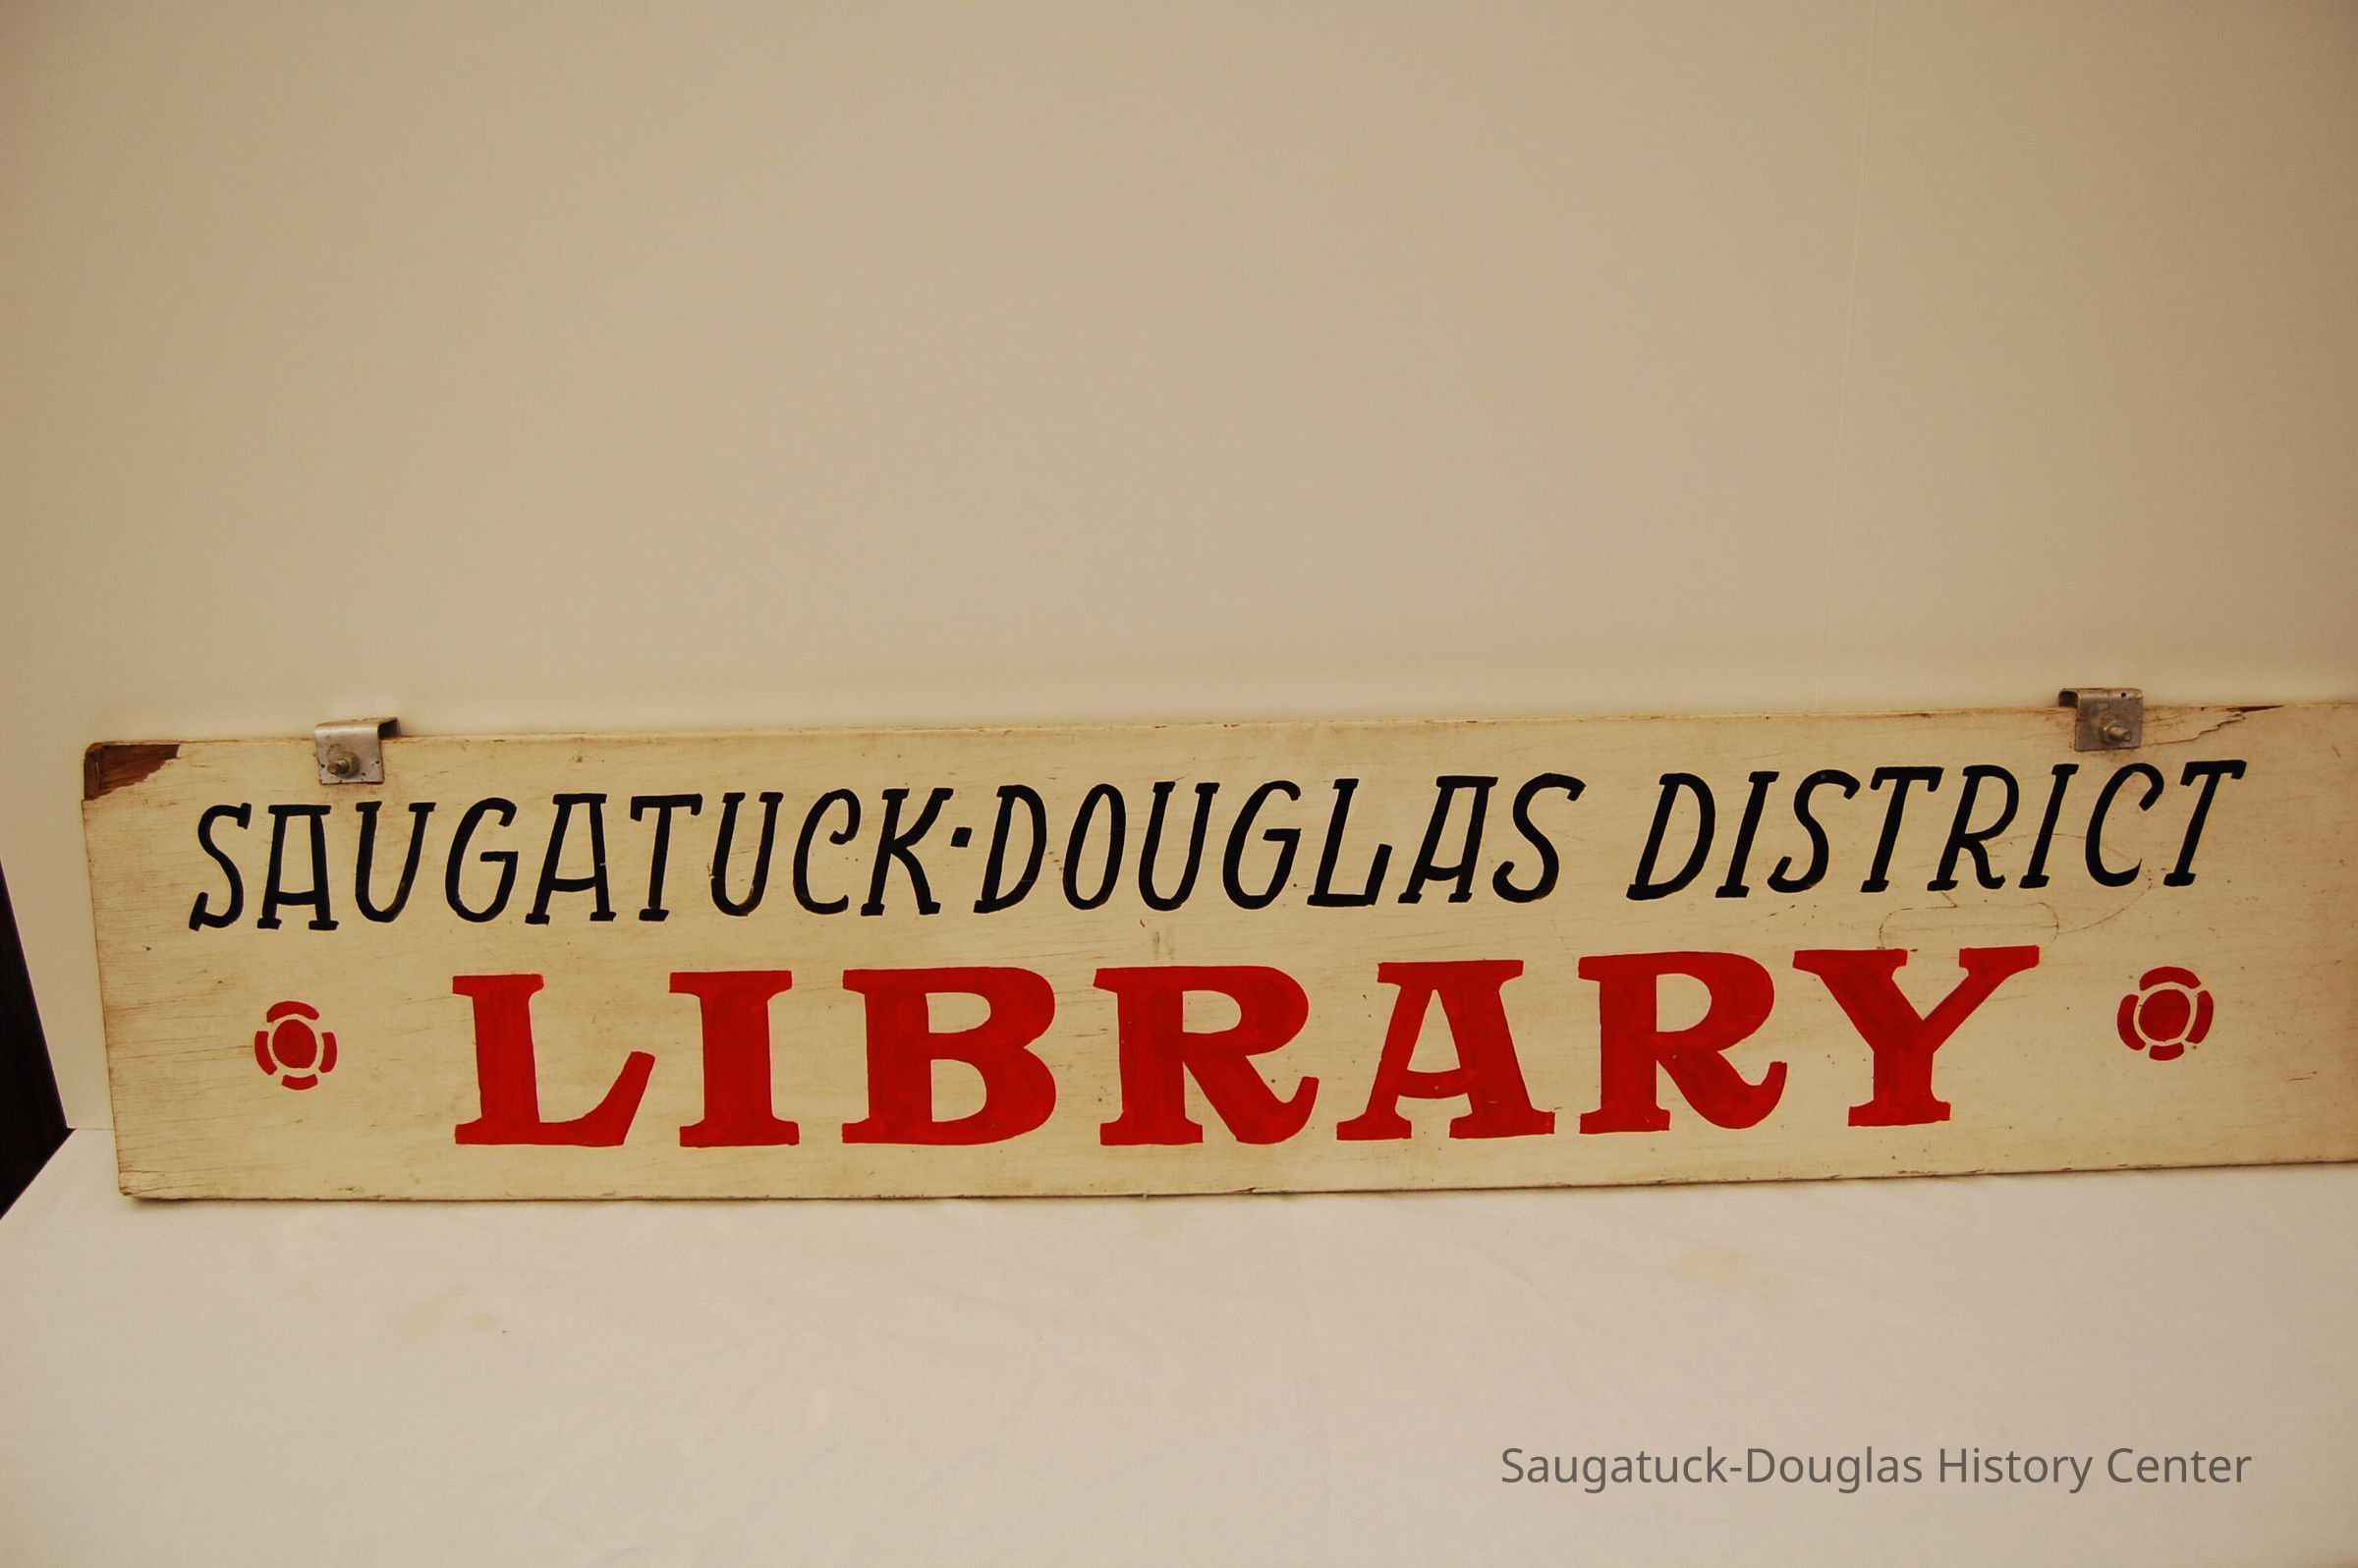 SAUGATUCK·DOUGLAS DISTRICT
LIBRARY
Saugatuck-Douglas History Center